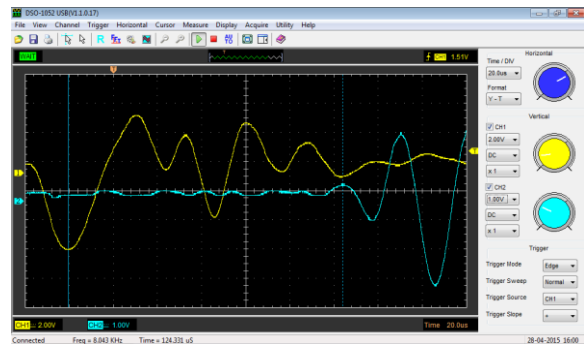 DSO-1052 USB(V1.1.0.17)
File View Channel Trigger Horizontal Cursor Measure Display Acquire Utility Help
WAIT
CH1 1.51V
T
T
Horizontal
Time / DIV
20.0us
Format
Y - T
Vertical
CH1
2.00V
DC
x 1
CH2
1.00V
DC
x 1
Trigger
Trigger Mode Edge
Trigger Sweep Normal
Trigger Source CH1
Trigger Slope +
CH1 2.00V CH2 1.00V Time 20.0us
Connected Freq = 8.043 KHz Time = 124.331 uS 28-04-2015 16:00